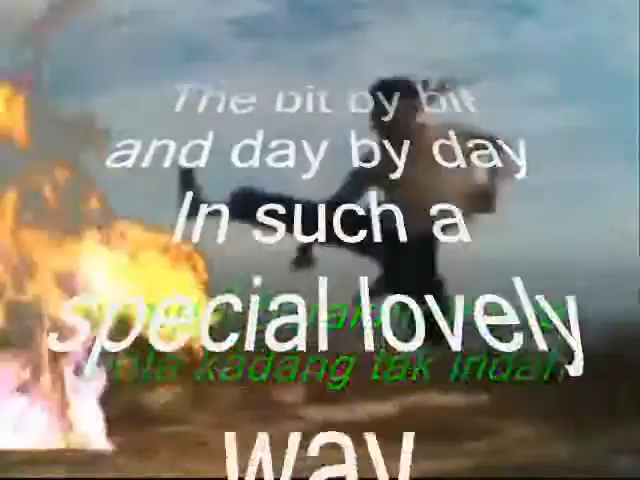 The bit by bit
and day by day
In such a
special lovely
kadang tak indah
way